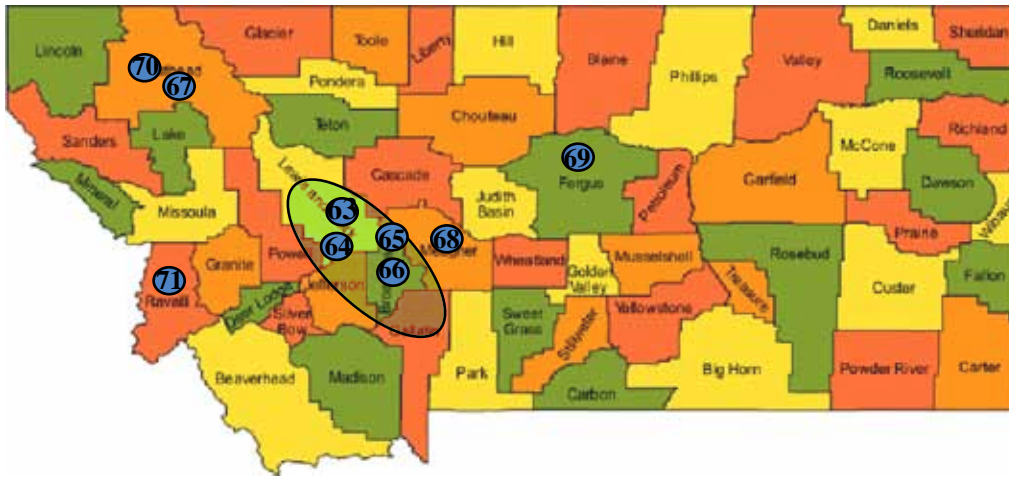 Lincoln
70
67
Glacier
Toole
Liberty
Hill
Blaine
Phillips
Valley
Daniels
Sheridan
Roosevelt
Pondera
Teton
Chouteau
Sanders
Lake
Mineral
Missoula
Cascade
Judith
Basin
69
Fergus
Petroleum
Garfield
McCone
Richland
Dawson
Prairie
Wibaux
63
64
65
66
68
Powell
Granite
71
Ravalli
Deer Lodge
Silver
Bow
Jefferson
Wheatland
Golden
Valley
Musselshell
Treasure
Rosebud
Custer
Fallon
Beaverhead
Madison
Park
Sweet
Grass
Stillwater
Yellowstone
Carbon
Big Horn
Powder River
Carter